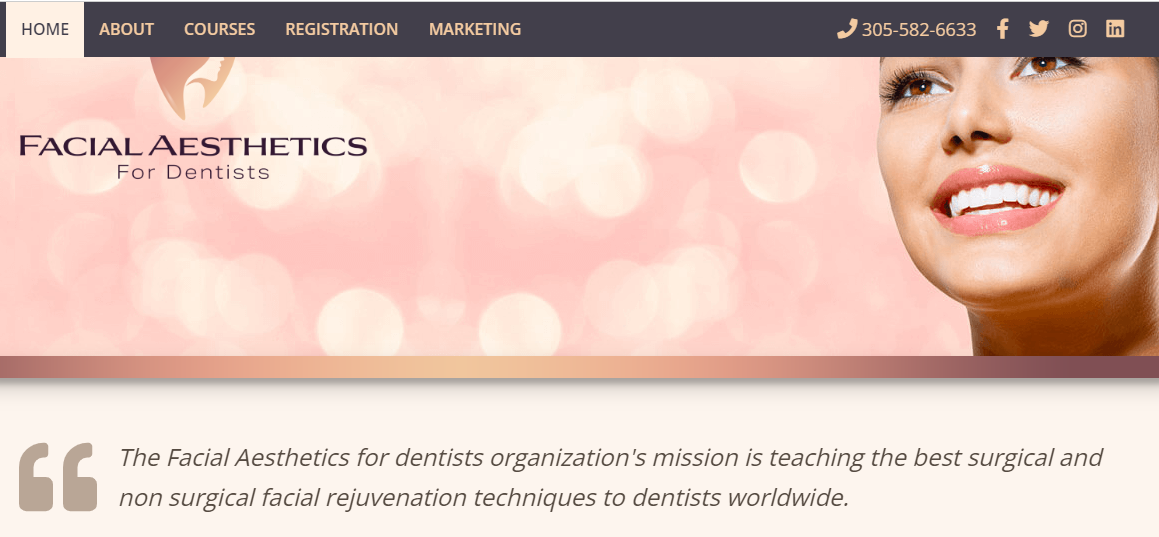 HOME ABOUT COURSES REGISTRATION MARKETING 305-582-6633
FACIAL AESTHETICS
For Dentists
The Facial Aesthetics for dentists organization's mission is teaching the best surgical and
non surgical facial rejuvenation techniques to dentists worldwide.